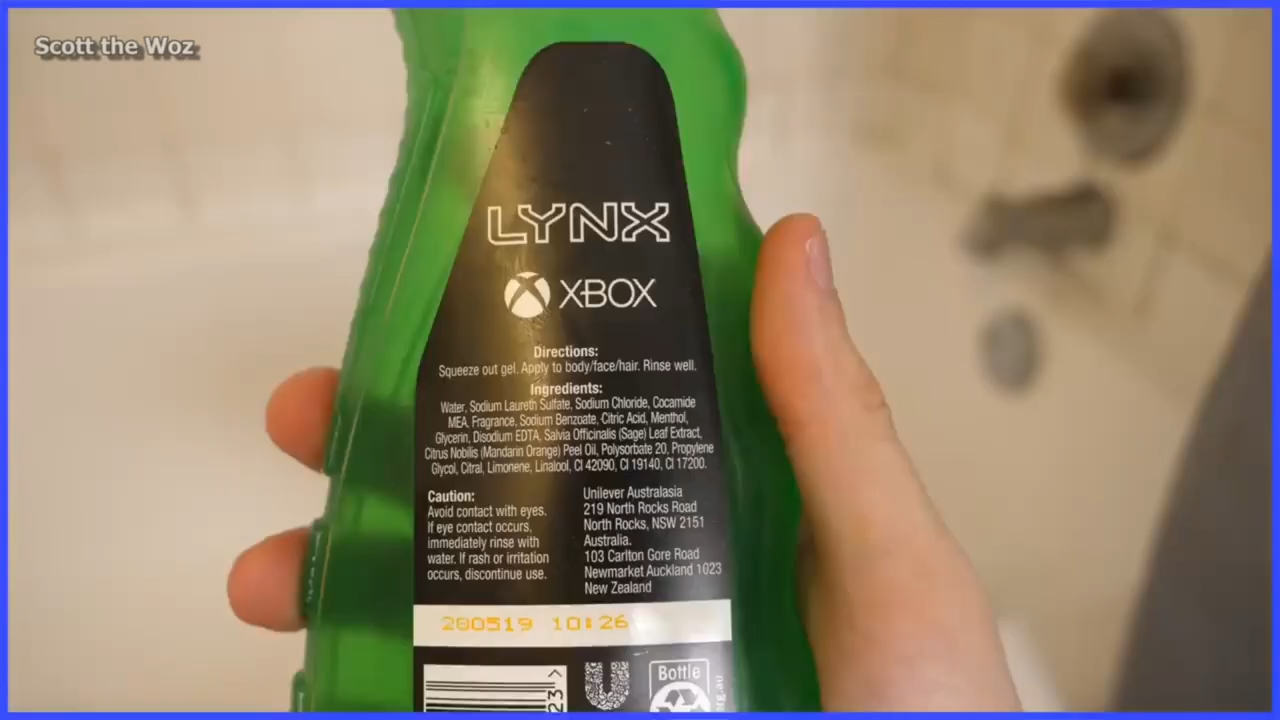 Scott the Woz
LYNX
XBOX
Directions:
Squeeze out gel. Apply to body/face/hair. Rinse well.
Ingredients:
Water, Sodium Laureth Sulfate, Sodium Chloride, Cocamide
MEA, Fragrance, Sodium Benzoate, Citric Acid, Menthol,
Glycerin, Disodium EDTA, Salvia Officinalis (Sage) Leaf Extract,
Citrus Nobilis (Mandarin Orange) Peel Oil, Polysorbate 20, Propylene
Glycol, Citral, Limonene, Linalool, CI 42090, CI 19140, CI 17200.
Caution:
Avoid contact with eyes.
If eye contact occurs,
immediately rinse with
water. If rash or irritation
occurs, discontinue use.
Unilever Australasia
219 North Rocks Road
North Rocks, NSW 2151
Australia.
103 Carlton Gore Road
Newmarket Auckland 1023
New Zealand
280519 10:26
23 >
Bottle